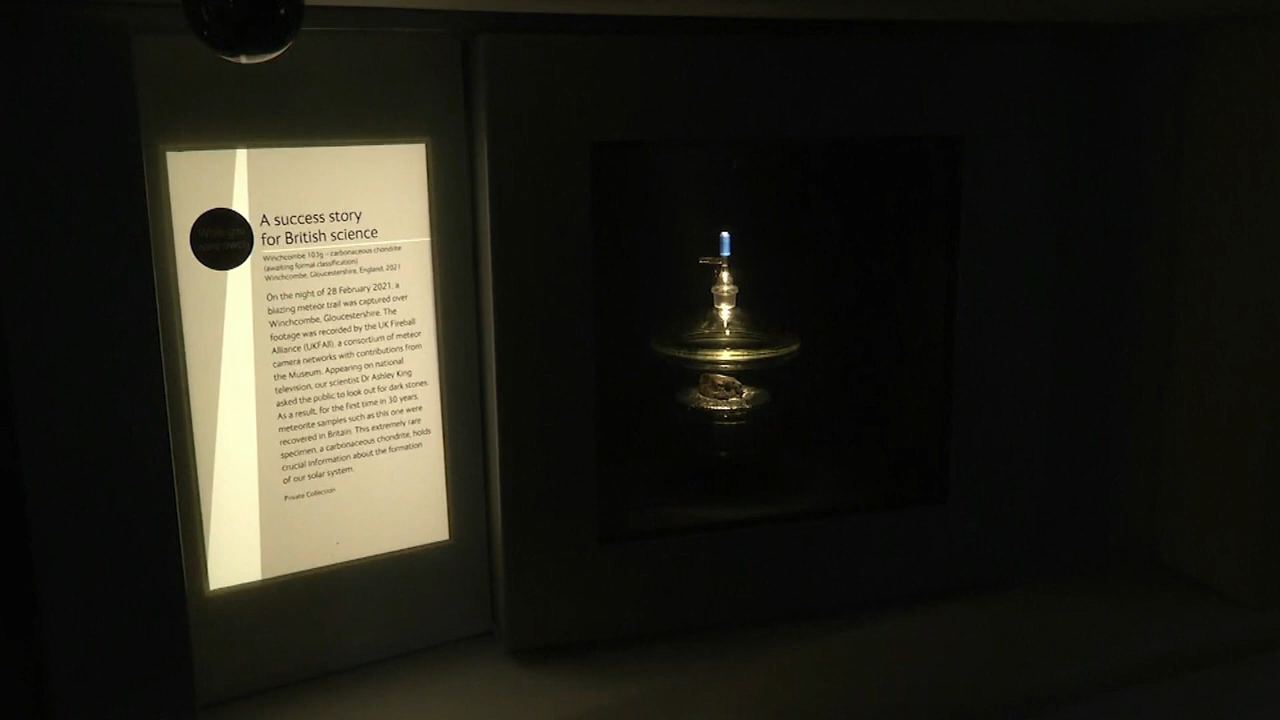 A success story
for British science
Winchcombe 103g – carbonaceous chondrite
(awaiting formal classification)
Winchcombe, Gloucestershire, England, 2021
On the night of 28 February 2021, a
blazing meteor trail was captured over
Winchcombe, Gloucestershire. The
footage was recorded by the UK Fireball
Alliance (UKFAll), a consortium of meteor
camera networks with contributions from
the Museum. Appearing on national
television, our scientist Dr Ashley King
asked the public to look out for dark stones.
As a result, for the first time in 30 years,
meteorite samples such as this one were
recovered in Britain. This extremely rare
specimen, a carbonaceous chondrite, holds
crucial information about the formation
of our solar system.
Private Collection